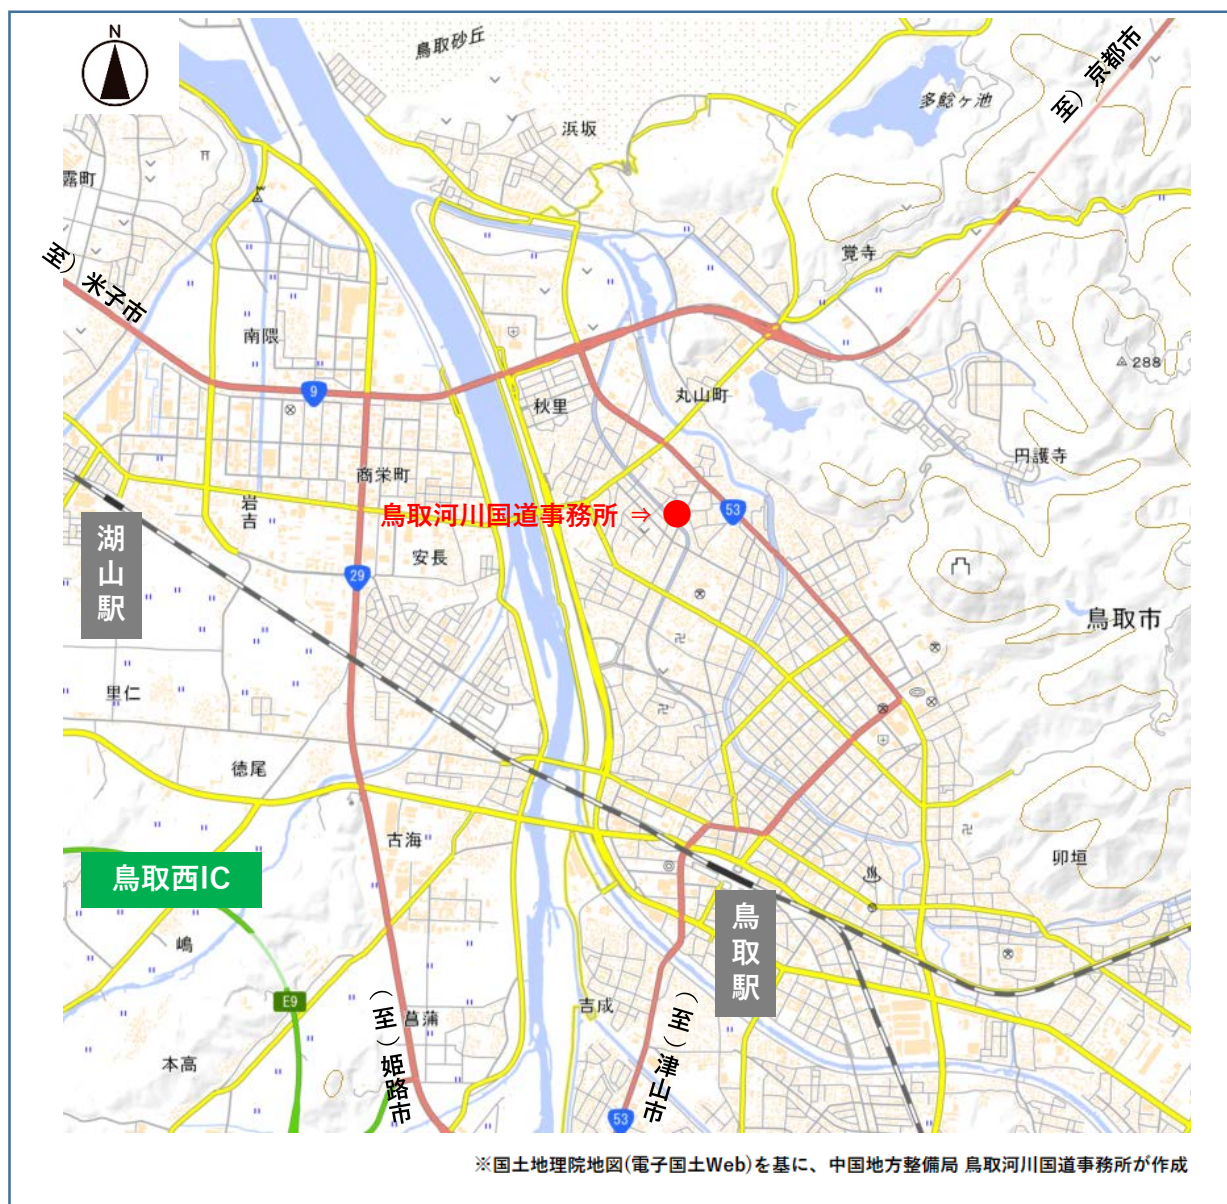 N
鳥取砂丘
至）京都市
多鯰ヶ池
浜坂
露町
覚寺
至）米子市
南隈
288
9
丸山町
秋里
円護寺
商栄町
岩吉
鳥取河川国道事務所 ⇒
53
湖山駅
安長
29
鳥取市
里仁
徳尾
古海
卯垣
鳥取西IC
鳥取駅
嶋
E9
（至）姫路市
菖蒲
吉成
（至）津山市
本高
53
※国土地理院地図(電子国土Web)を基に、中国地方整備局 鳥取河川国道事務所が作成